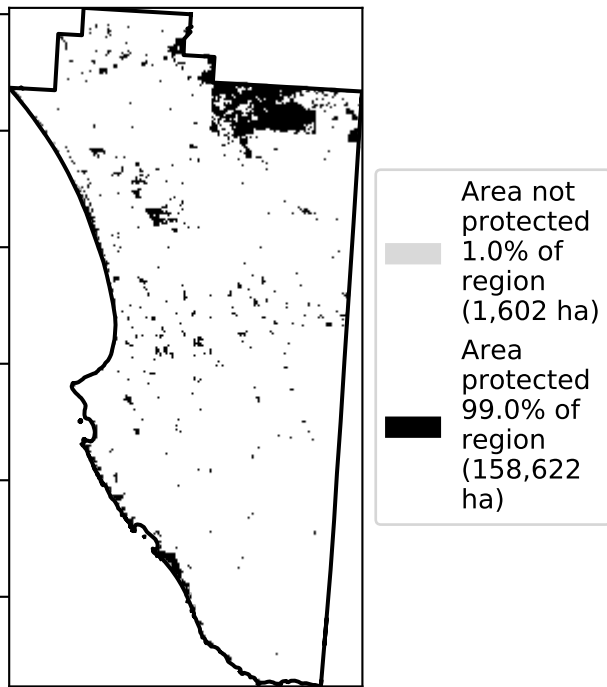 Area not
protected
1.0% of
region
(1,602 ha)
Area
protected
99.0% of
region
(158,622
ha)